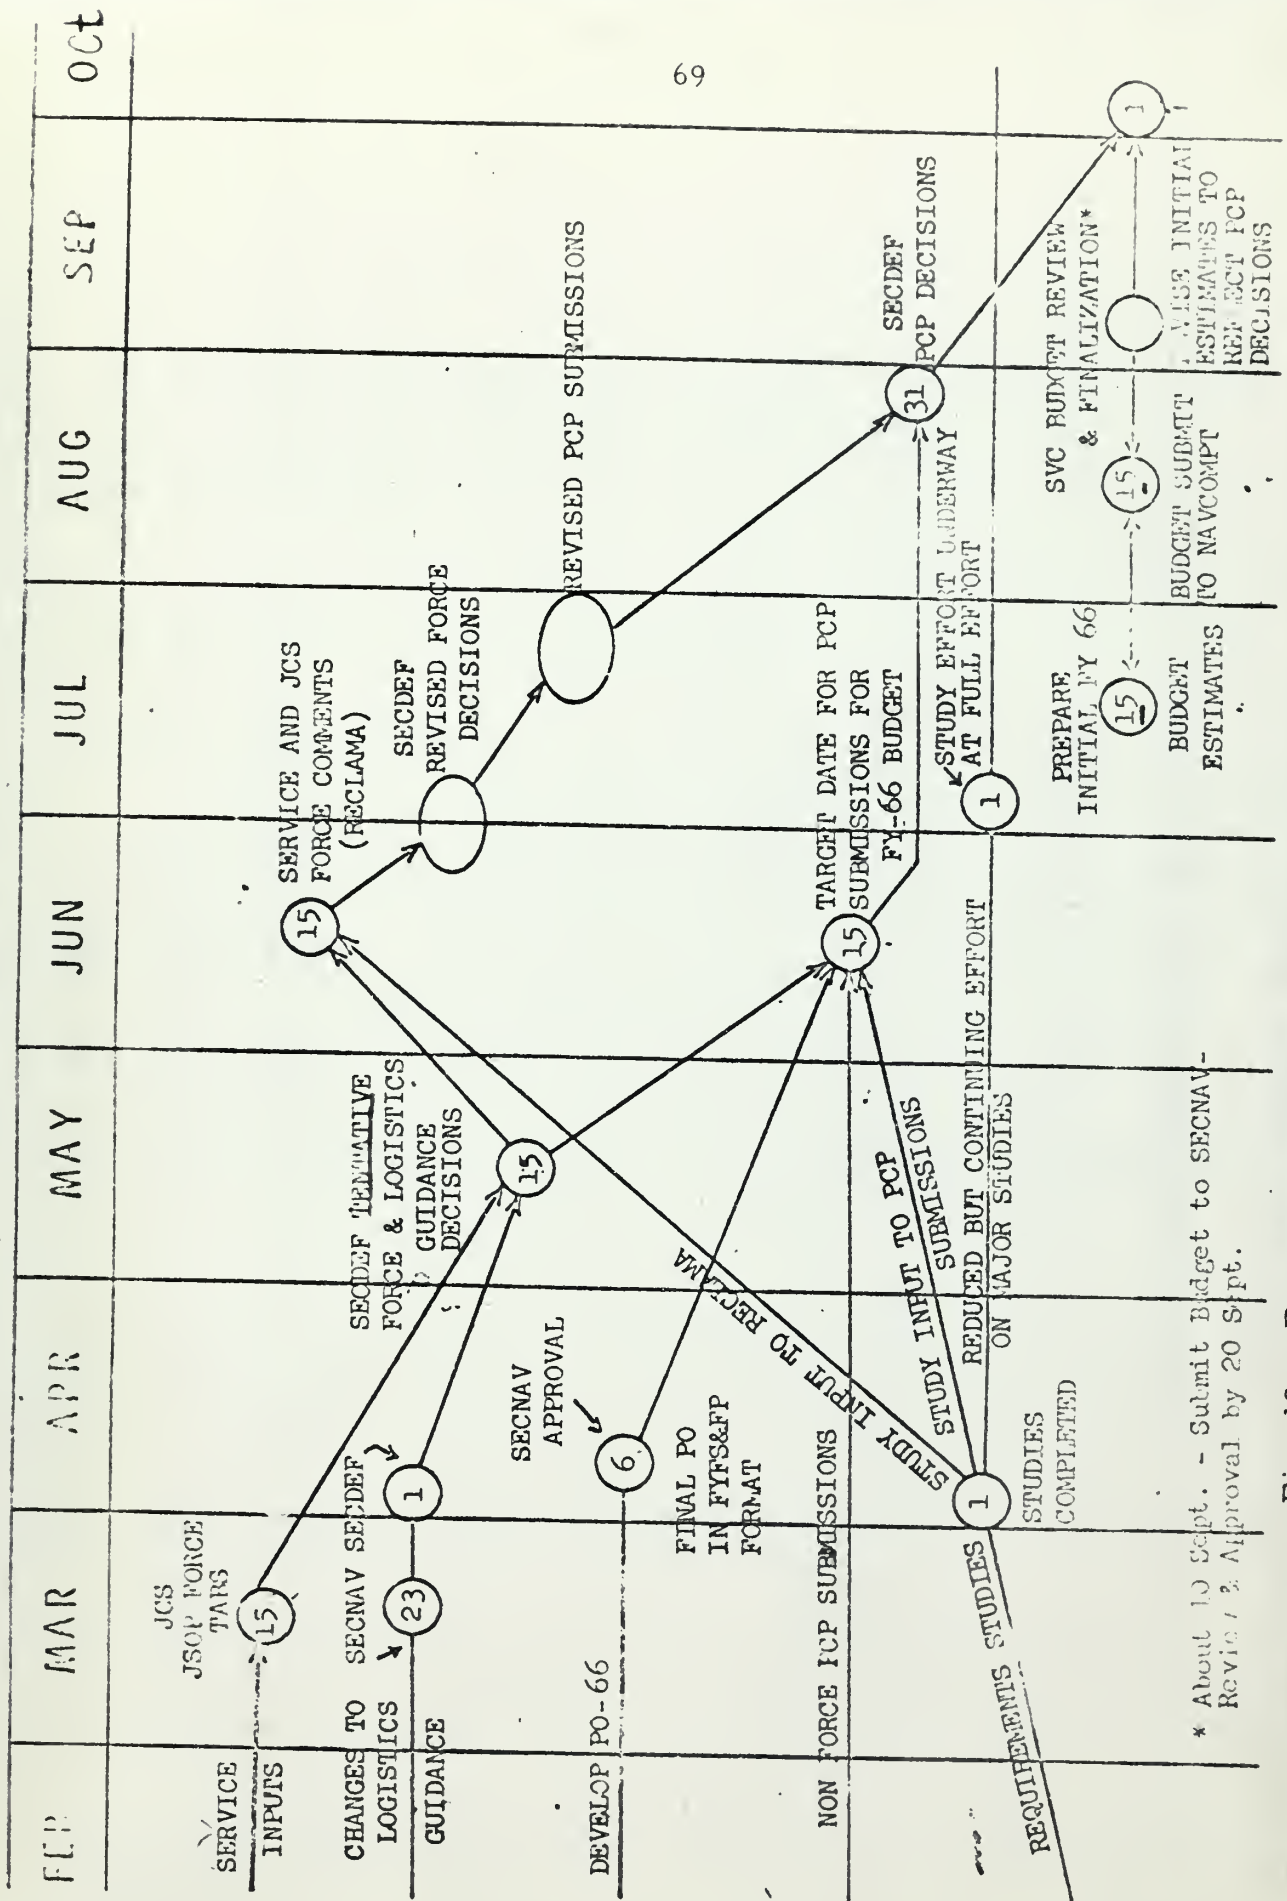 69
FEB MAR APR MAY JUN JUL AUG SEP OCt
SERVICE
INPUTS
JCS
JSOP FORCE
TABS
15
CHANGES TO
LOGISTICS
GUIDANCE
SECNAV
23
SECDEF
1
SECDEF TENTATIVE
FORCE & LOGISTICS
GUIDANCE
DECISIONS
15
SERVICE AND JCS
FORCE COMMENTS
(RECLAMA)
15
SECDEF
REVISED FORCE
DECISIONS
REVISED PCP SUBMISSIONS
DEVELOP PO-66
SECNAV
APPROVAL
6
FINAL PO
IN FYFS&FP
FORMAT
NON FORCE PCP SUBMISSIONS
TARGET DATE FOR PCP
SUBMISSIONS FOR
FY-66 BUDGET
15
SECDEF
PCP DECISIONS
31
REQUIREMENTS STUDIES
1
STUDIES
COMPLETED
STUDY INPUT TO RECLAMA
STUDY INPUT TO PCP
SUBMISSIONS
REDUCED BUT CONTINUING EFFORT
ON MAJOR STUDIES
1
STUDY EFFORT UNDERWAY
AT FULL EFFORT
PREPARE
INITIAL FY 66
15
BUDGET
ESTIMATES
15
BUDGET SUBMIT
TO NAVCOMPT
SVC BUDGET REVIEW
& FINALIZATION*
INITIAL
ESTIMATES TO
REFLECT PCP
DECISIONS
1
* About 10 Sept. - Submit Budget to SECNAV-
Review & Approval by 20 Sept.